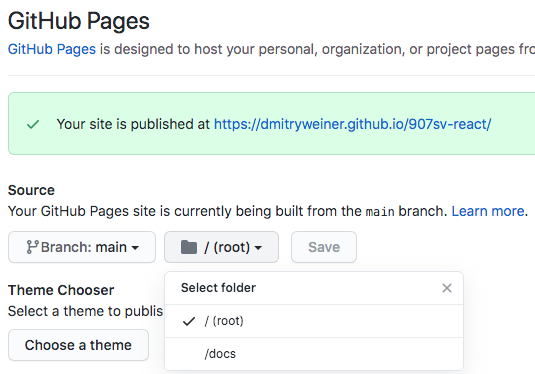 GitHub Pages
GitHub Pages is designed to host your personal, organization, or project pages
Your site is published at https://dmitryweiner.github.io/907sv-react/
Source
Your GitHub Pages site is currently being built from the main branch. Learn more.
Branch: main / (root) Save
Select folder
Theme Chooser
Select a theme to
/ (root)
Choose a theme
/docs